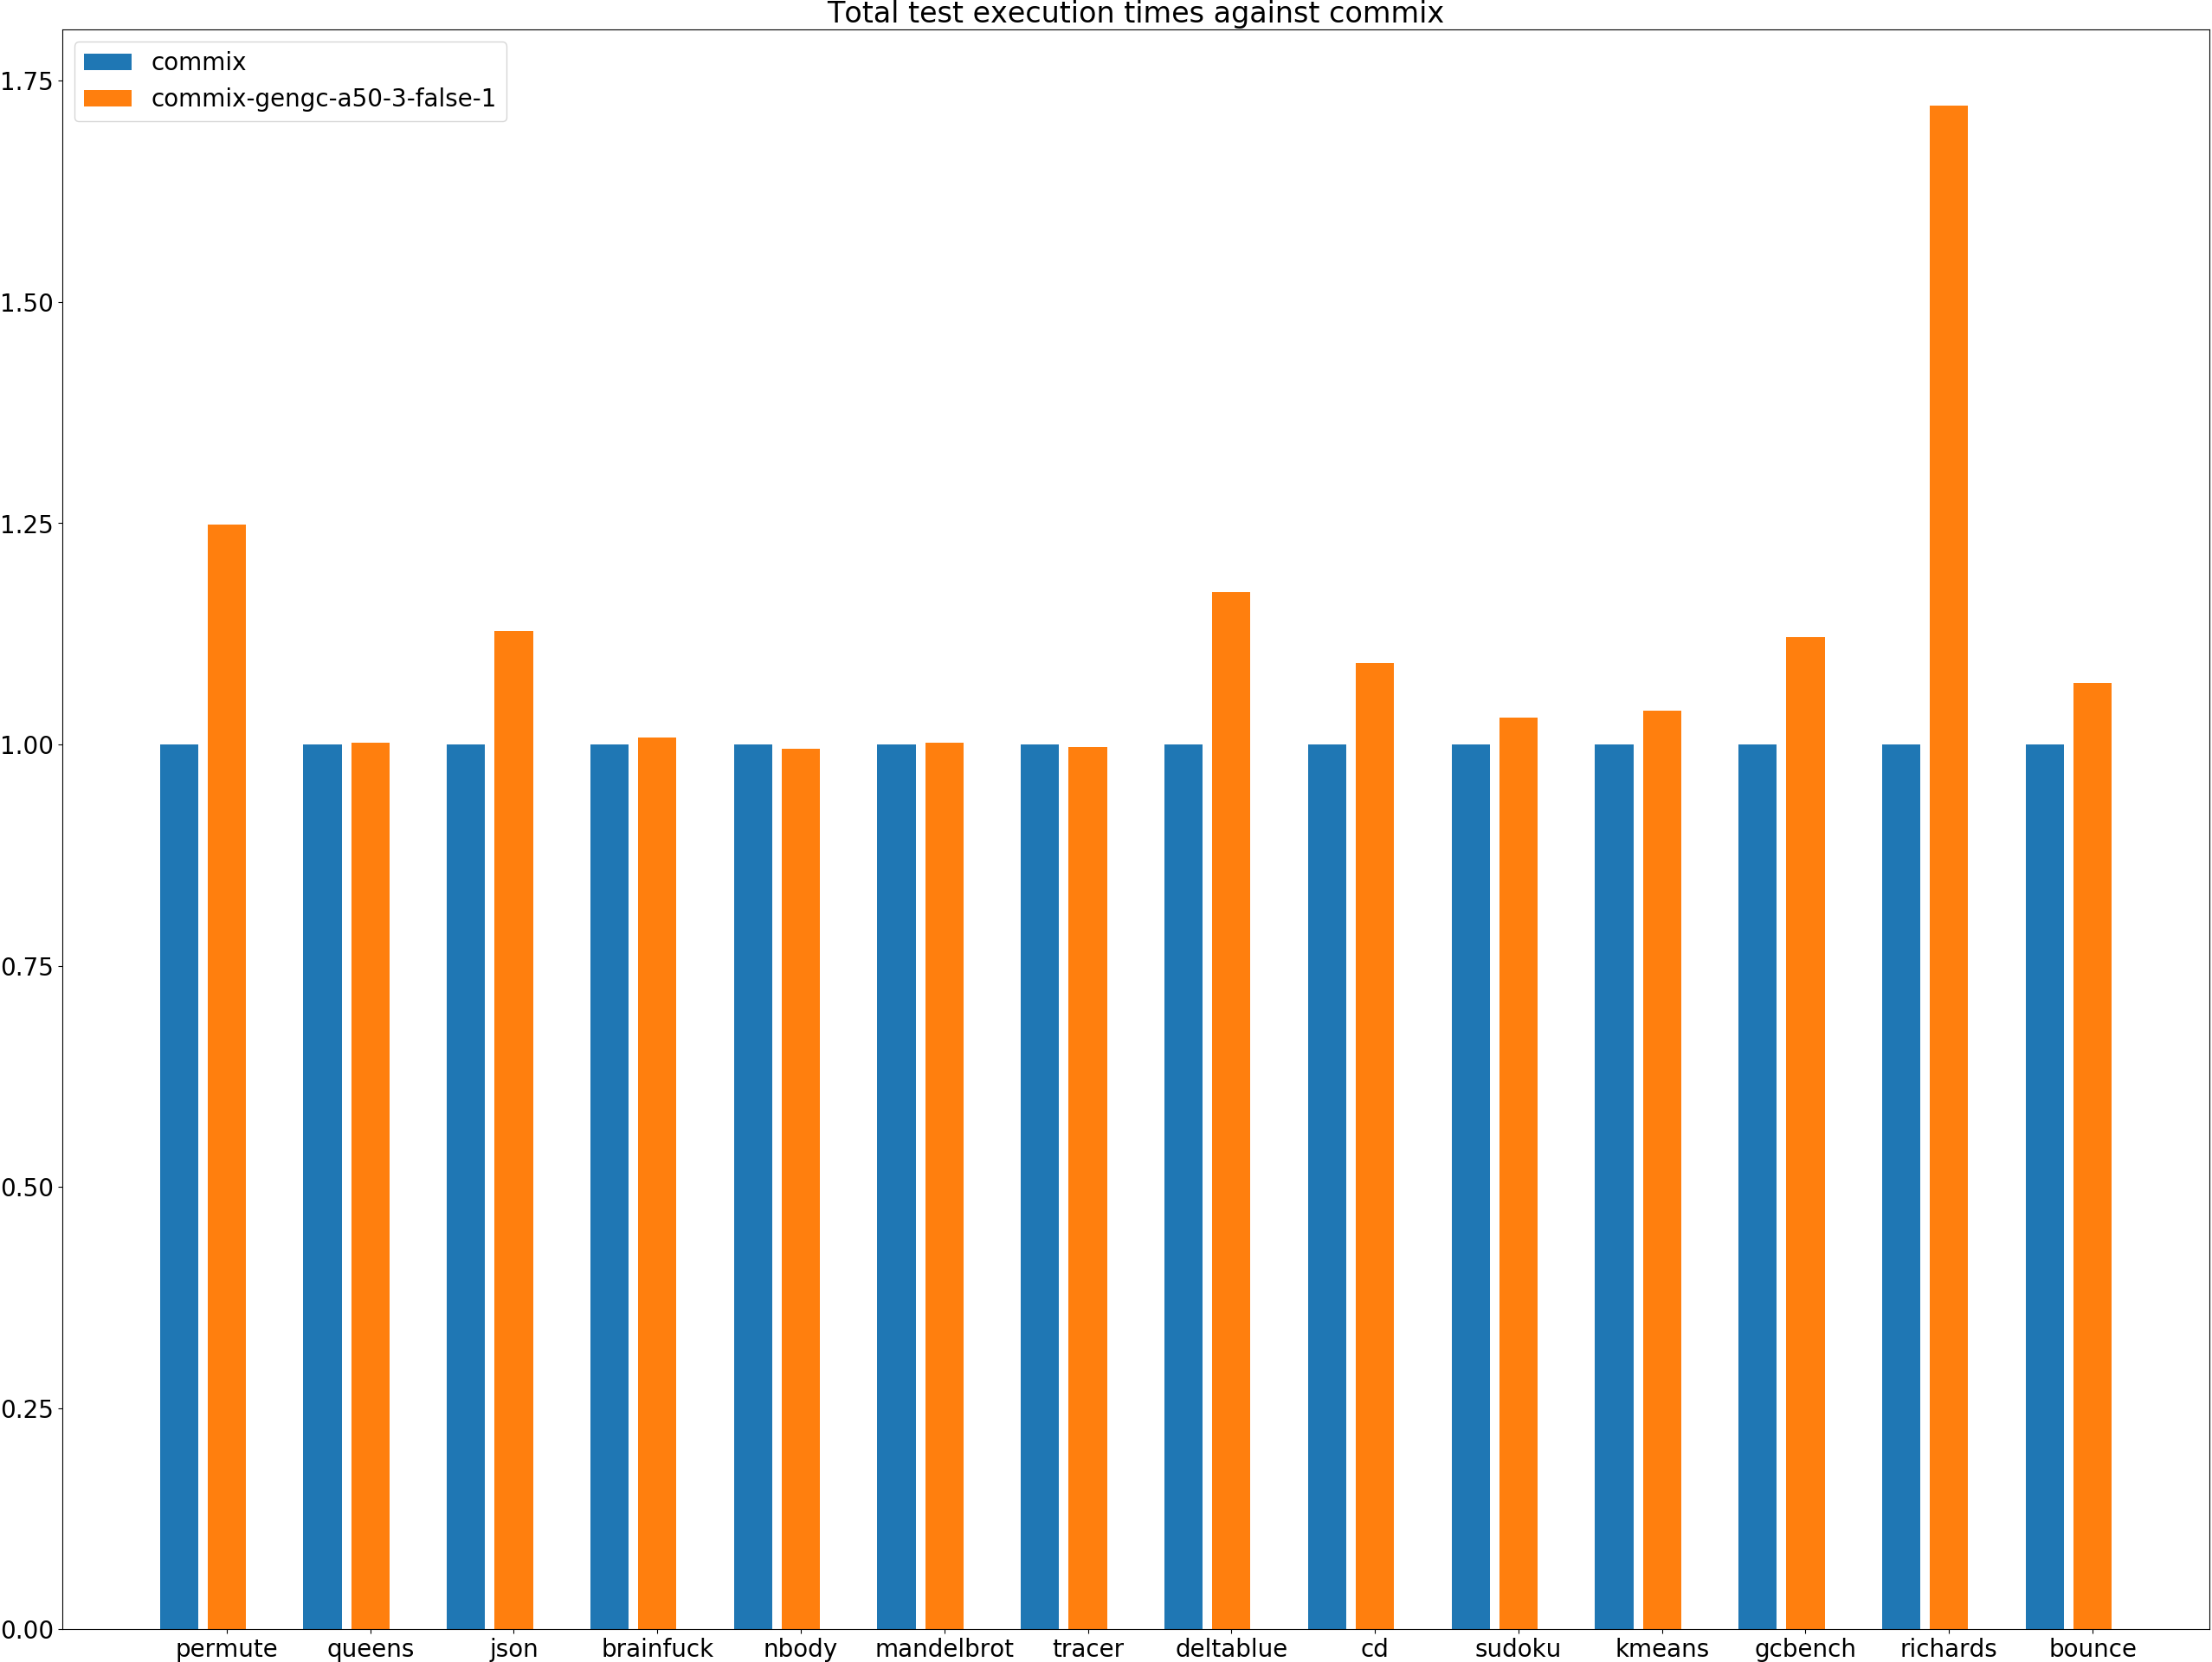 Total test execution times against commix
commix
commix-gengc-a50-3-false-1
1.75
1.50
1.25
1.00
0.75
0.50
0.25
0.00
permute queens json brainfuck nbody mandelbrot tracer deltablue cd sudoku kmeans gcbench richards bounce